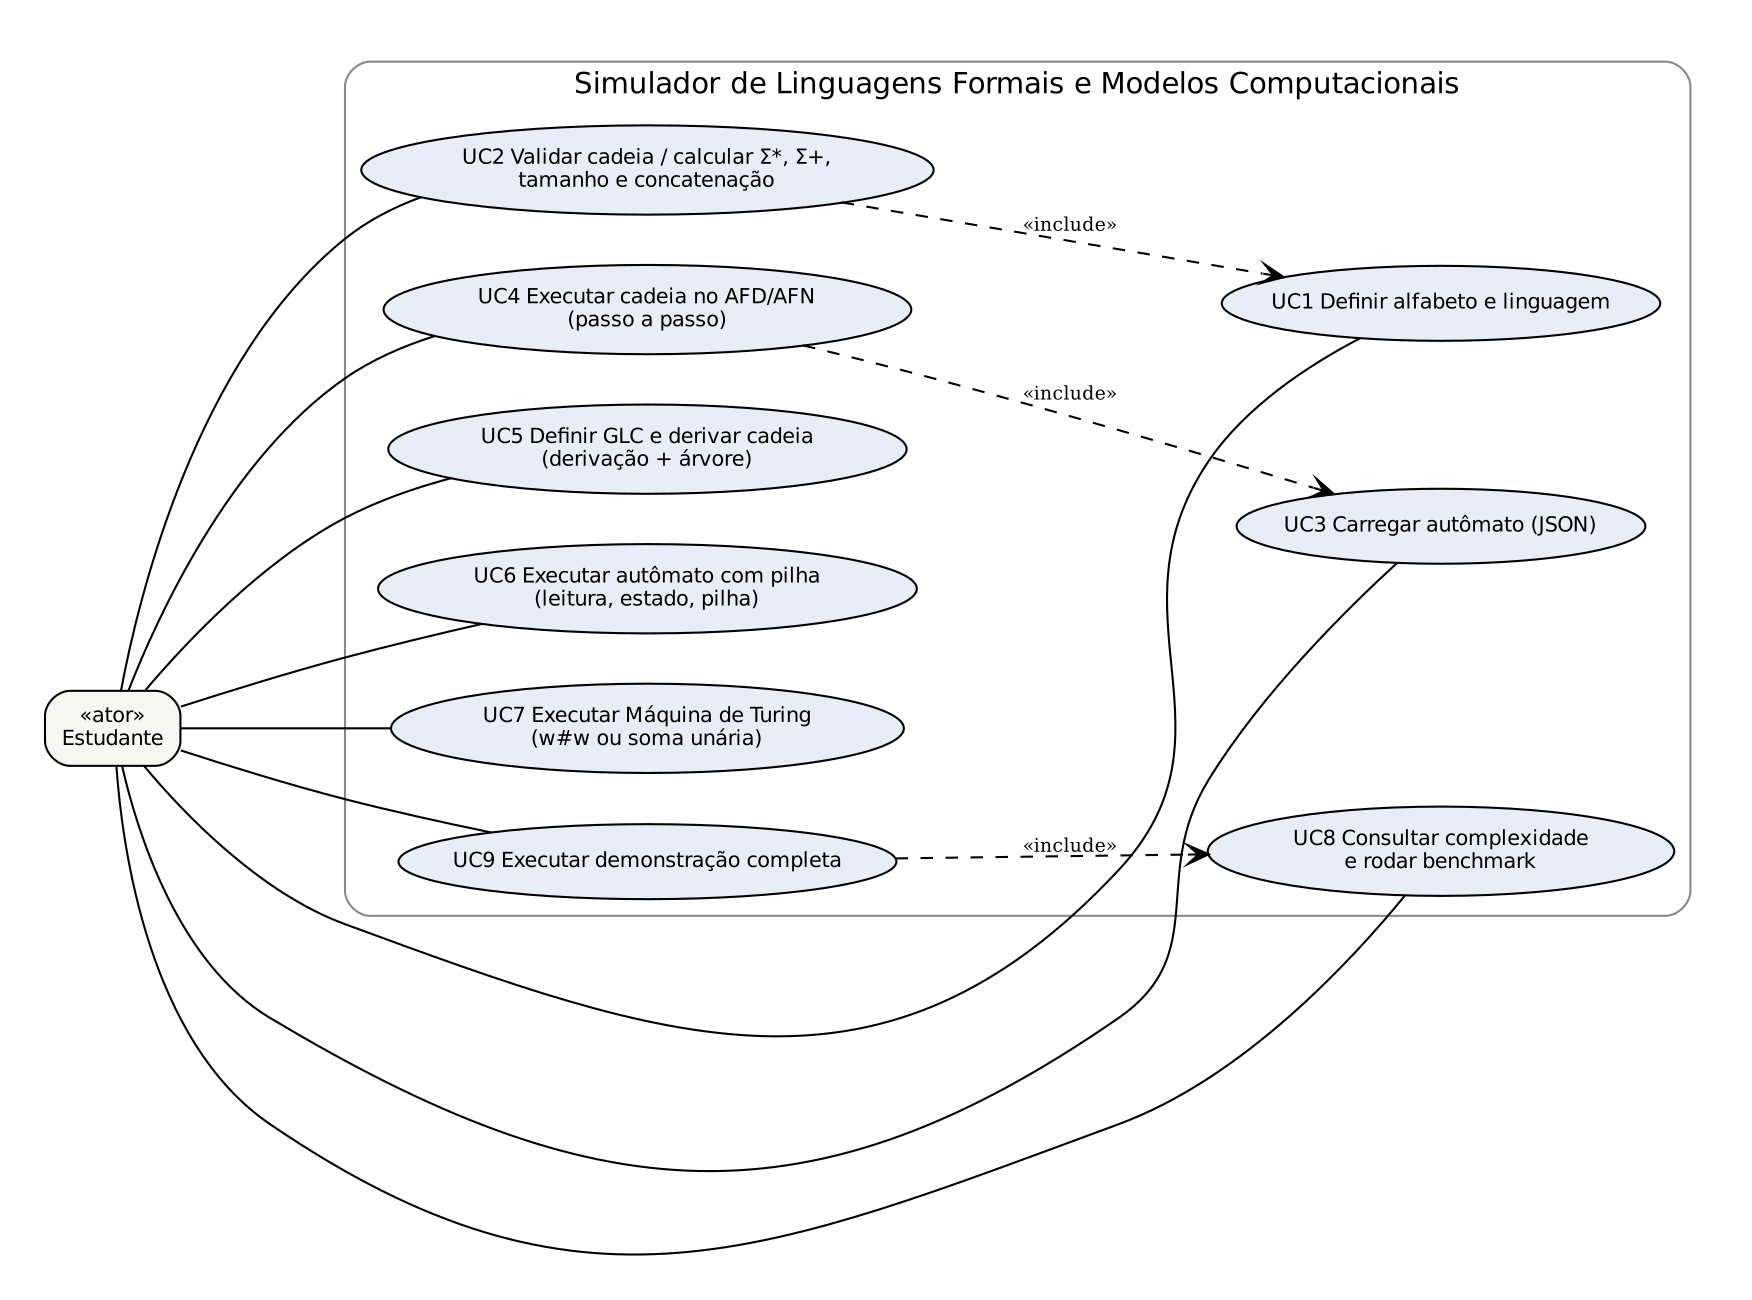 Simulador de Linguagens Formais e Modelos Computacionais
UC2 Validar cadeia / calcular Σ*, Σ+,
tamanho e concatenação
«include»
UC1 Definir alfabeto e linguagem
UC4 Executar cadeia no AFD/AFN
(passo a passo)
«include»
UC3 Carregar autômato (JSON)
UC5 Definir GLC e derivar cadeia
(derivação + árvore)
UC6 Executar autômato com pilha
(leitura, estado, pilha)
«ator»
Estudante
UC7 Executar Máquina de Turing
(w#w ou soma unária)
UC9 Executar demonstração completa
«include»
UC8 Consultar complexidade
e rodar benchmark